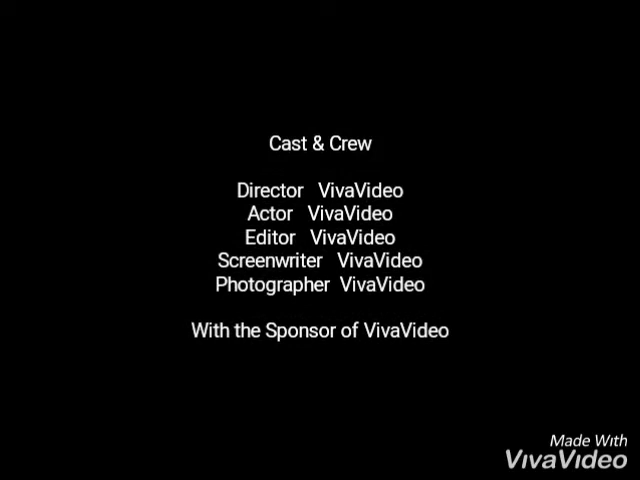 Cast & Crew
Director VivaVideo
Actor VivaVideo
Editor VivaVideo
Screenwriter VivaVideo
Photographer VivaVideo
With the Sponsor of VivaVideo
Made With
VivaVideo